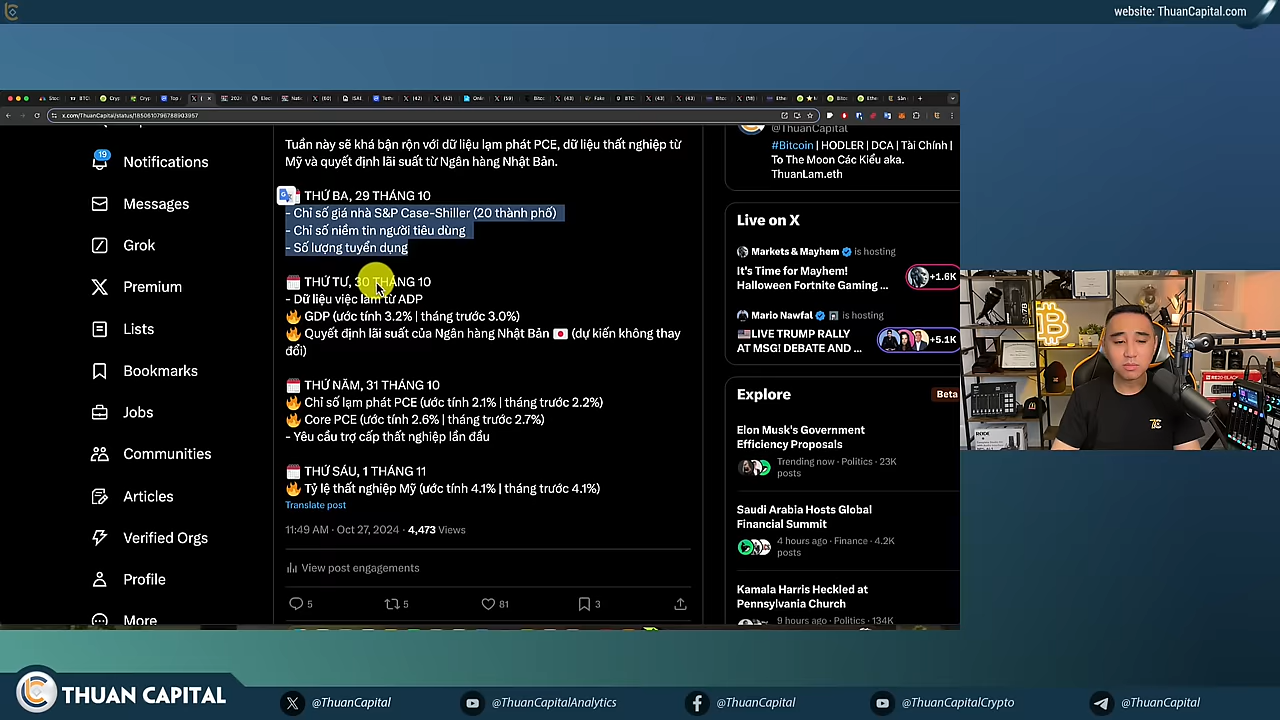 website: ThuanCapital.com
x.com/ThuanCapital/status/1850610796788903957
19
Notifications
Messages
Grok
Premium
Lists
Bookmarks
Jobs
Communities
Articles
Verified Orgs
Profile
More
Tuần này sẽ khá bận rộn với dữ liệu lạm phát PCE, dữ liệu thất nghiệp từ
Mỹ và quyết định lãi suất từ Ngân hàng Nhật Bản.
THỨ BA, 29 THÁNG 10
- Chỉ số giá nhà S&P Case-Shiller (20 thành phố)
- Chỉ số niềm tin người tiêu dùng
- Số lượng tuyển dụng
THỨ TƯ, 30 THÁNG 10
- Dữ liệu việc làm từ ADP
GDP (ước tính 3.2% | tháng trước 3.0%)
Quyết định lãi suất của Ngân hàng Nhật Bản (dự kiến không thay
đổi)
THỨ NĂM, 31 THÁNG 10
Chỉ số lạm phát PCE (ước tính 2.1% | tháng trước 2.2%)
Core PCE (ước tính 2.6% | tháng trước 2.7%)
- Yêu cầu trợ cấp thất nghiệp lần đầu
THỨ SÁU, 1 THÁNG 11
Tỷ lệ thất nghiệp Mỹ (ước tính 4.1% | tháng trước 4.1%)
Translate post
11:49 AM · Oct 27, 2024 · 4,473 Views
View post engagements
5
5
81
3
@ThuanCapital
#Bitcoin | HODLER | DCA | Tài Chính |
To The Moon Các Kiểu aka.
ThuanLam.eth
Live on X
Markets & Mayhem is hosting
It's Time for Mayhem!
Halloween Fortnite Gaming ...
+1.6K
Mario Nawfal is hosting
LIVE TRUMP RALLY
AT MSG! DEBATE AND ...
+5.1K
Explore
Beta
Elon Musk's Government
Efficiency Proposals
Trending now · Politics · 23K
posts
Saudi Arabia Hosts Global
Financial Summit
4 hours ago · Finance · 4.2K
posts
Kamala Harris Heckled at
Pennsylvania Church
9 hours ago · Politics · 134K
THUAN CAPITAL
@ThuanCapital
@ThuanCapitalAnalytics
@ThuanCapital
@ThuanCapitalCrypto
@ThuanCapital